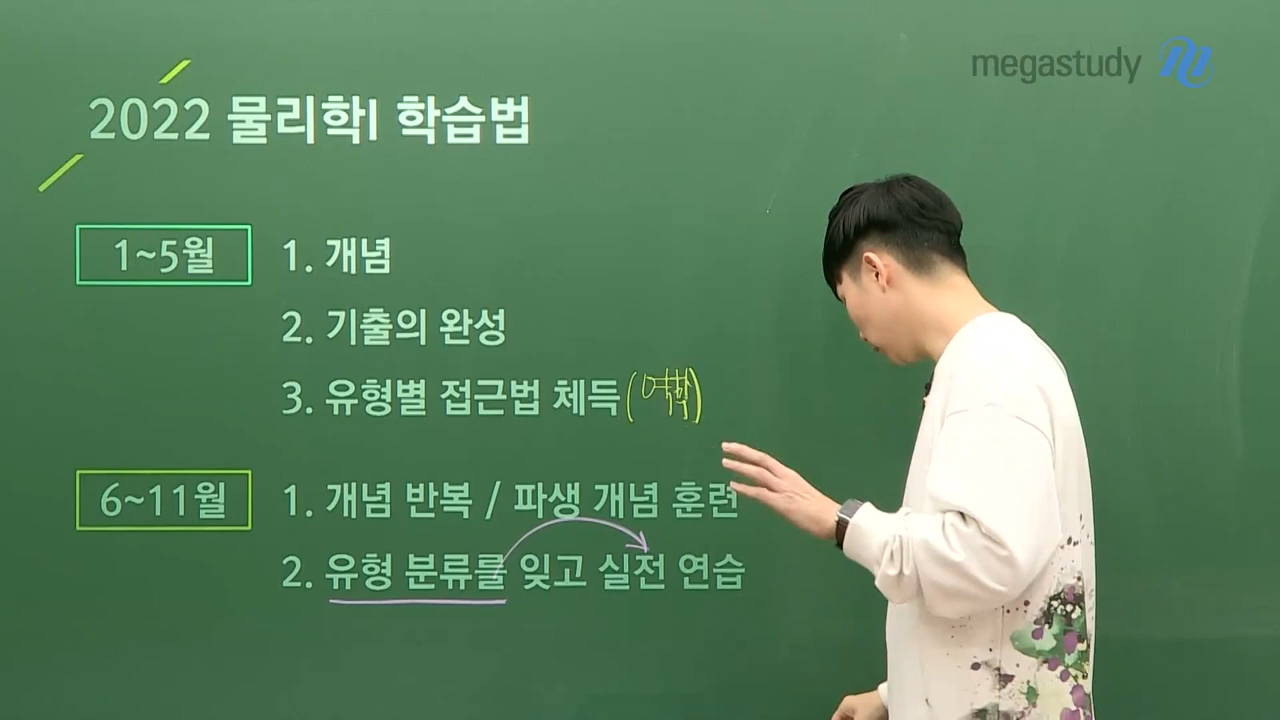 megastudy
2022 물리학I 학습법
1~5월
1. 개념
2. 기출의 완성
3. 유형별 접근법 체득 (역학)
6~11월
1. 개념 반복 / 파생 개념 훈련
2. 유형 분류를 잊고 실전 연습